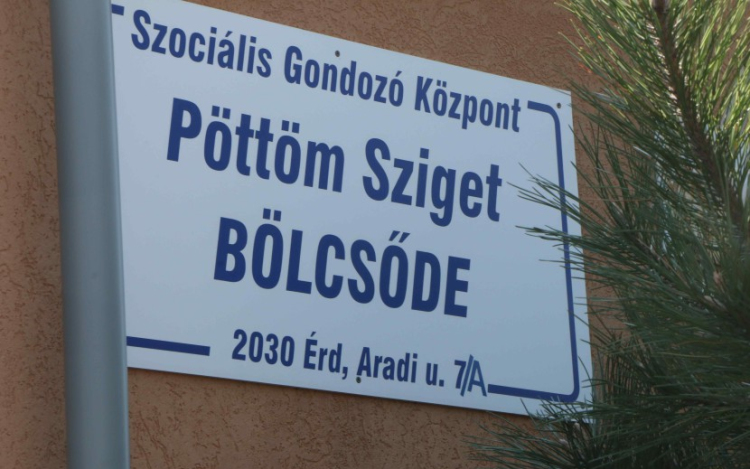 Szociális Gondozó Központ
Pöttöm Sziget
BÖLCSŐDE
2030 Érd, Aradi u. 7/A